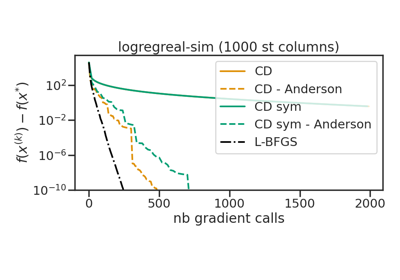 logregreal-sim (1000 st columns)
f(x^(k)) − f(x*)
10^2
10^−2
10^−6
10^−10
CD
CD - Anderson
CD sym
CD sym - Anderson
L-BFGS
0 500 1000 1500 2000
nb gradient calls